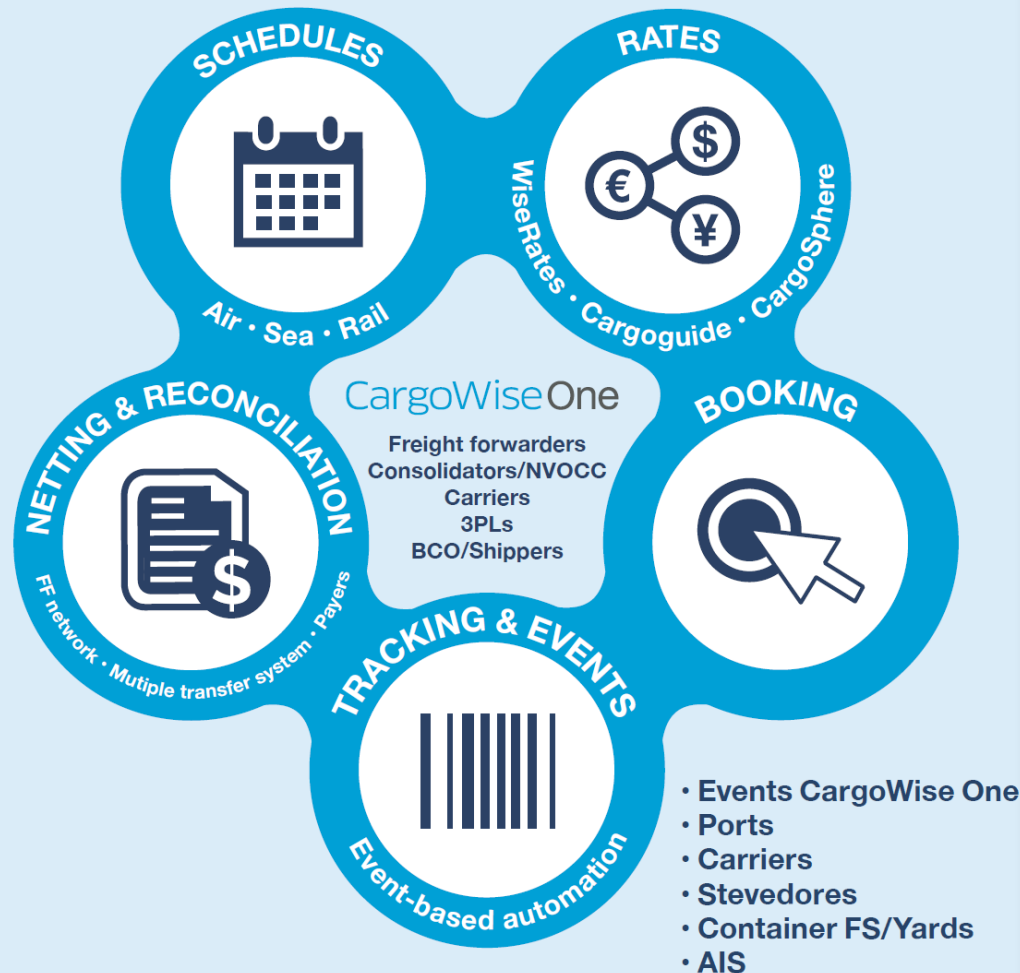 SCHEDULES
Air · Sea · Rail
RATES
$
€
¥
WiseRates · Cargoguide · CargoSphere
CargoWiseOne
Freight forwarders
Consolidators/NVOCC
Carriers
3PLs
BCO/Shippers
BOOKING
NETTING & RECONCILIATION
$
FF network · Mutiple transfer system · Payers
TRACKING & EVENTS
Event-based automation
· Events CargoWise One
· Ports
· Carriers
· Stevedores
· Container FS/Yards
· AIS